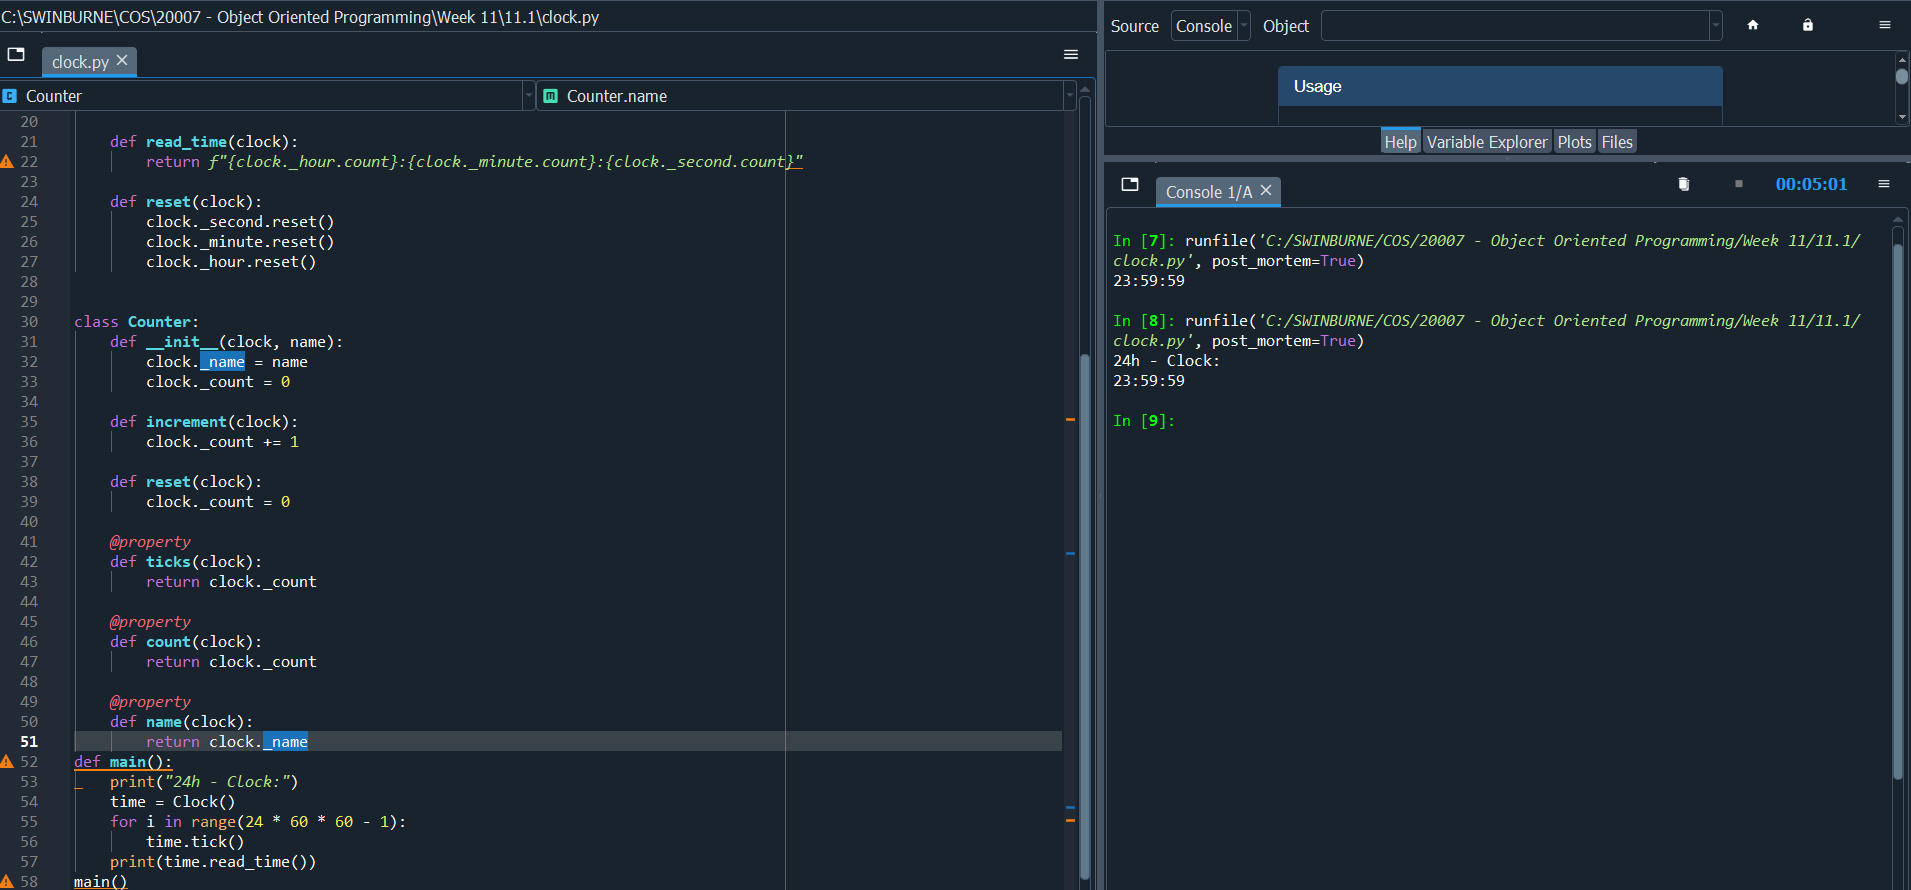 C:\SWINBURNE\COS\20007 - Object Oriented Programming\Week 11\11.1\clock.py
clock.py
Counter
Counter.name
20
21 def read_time(clock):
22 return f"{clock._hour.count}:{clock._minute.count}:{clock._second.count}"
23
24 def reset(clock):
25 clock._second.reset()
26 clock._minute.reset()
27 clock._hour.reset()
28
29
30 class Counter:
31 def __init__(clock, name):
32 clock._name = name
33 clock._count = 0
34
35 def increment(clock):
36 clock._count += 1
37
38 def reset(clock):
39 clock._count = 0
40
41 @property
42 def ticks(clock):
43 return clock._count
44
45 @property
46 def count(clock):
47 return clock._count
48
49 @property
50 def name(clock):
51 return clock._name
52 def main():
53 print("24h - Clock:")
54 time = Clock()
55 for i in range(24 * 60 * 60 - 1):
56 time.tick()
57 print(time.read_time())
58 main()
Source Console Object
Usage
Help Variable Explorer Plots Files
Console 1/A
00:05:01
In [7]: runfile('C:/SWINBURNE/COS/20007 - Object Oriented Programming/Week 11/11.1/
clock.py', post_mortem=True)
23:59:59
In [8]: runfile('C:/SWINBURNE/COS/20007 - Object Oriented Programming/Week 11/11.1/
clock.py', post_mortem=True)
24h - Clock:
23:59:59
In [9]: